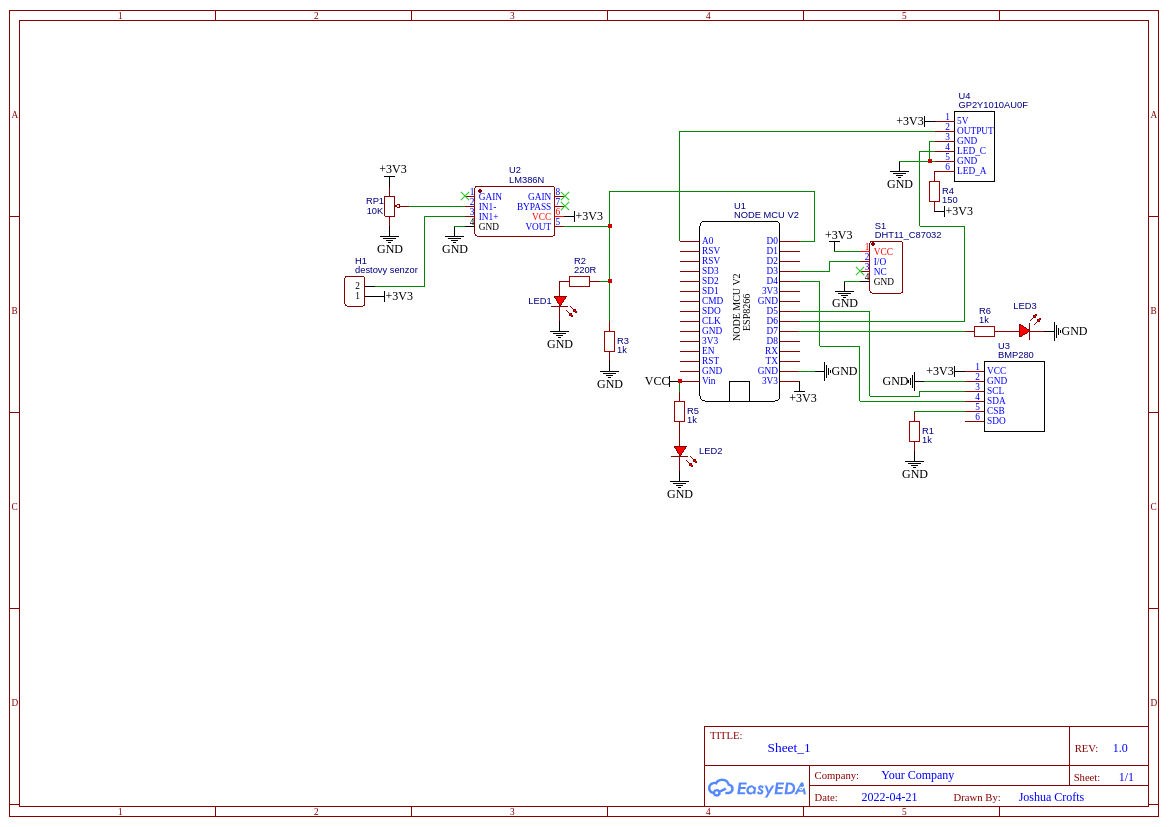 1 2 3 4 5
A A
B B
C C
D D
U4
GP2Y1010AU0F
+3V3
1 5V
2 OUTPUT
3 GND
4 LED_C
5 GND
6 LED_A
GND
R4
150
+3V3
+3V3
RP1
10K
GND
U2
LM386N
1 GAIN
2 IN1-
3 IN1+
4 GND
GAIN 8
BYPASS 7
VCC 6
VOUT 5
+3V3
GND
H1
destovy senzor
2
1
+3V3
R2
220R
LED1
GND
R3
1k
GND
U1
NODE MCU V2
NODE MCU V2
ESP8266
A0
RSV
RSV
SD3
SD2
SD1
CMD
SDO
CLK
GND
3V3
EN
RST
GND
Vin
D0
D1
D2
D3
D4
3V3
GND
D5
D6
D7
D8
RX
TX
GND
3V3
VCC
R5
1k
LED2
GND
GND
+3V3
+3V3
S1
DHT11_C87032
1 VCC
2 I/O
3 NC
4 GND
GND
R6
1k
LED3
GND
U3
BMP280
+3V3
GND
1 VCC
2 GND
3 SCL
4 SDA
5 CSB
6 SDO
R1
1k
GND
TITLE:
Sheet_1
REV: 1.0
EasyEDA
Company: Your Company
Sheet: 1/1
Date: 2022-04-21 Drawn By: Joshua Crofts
1 2 3 4 5